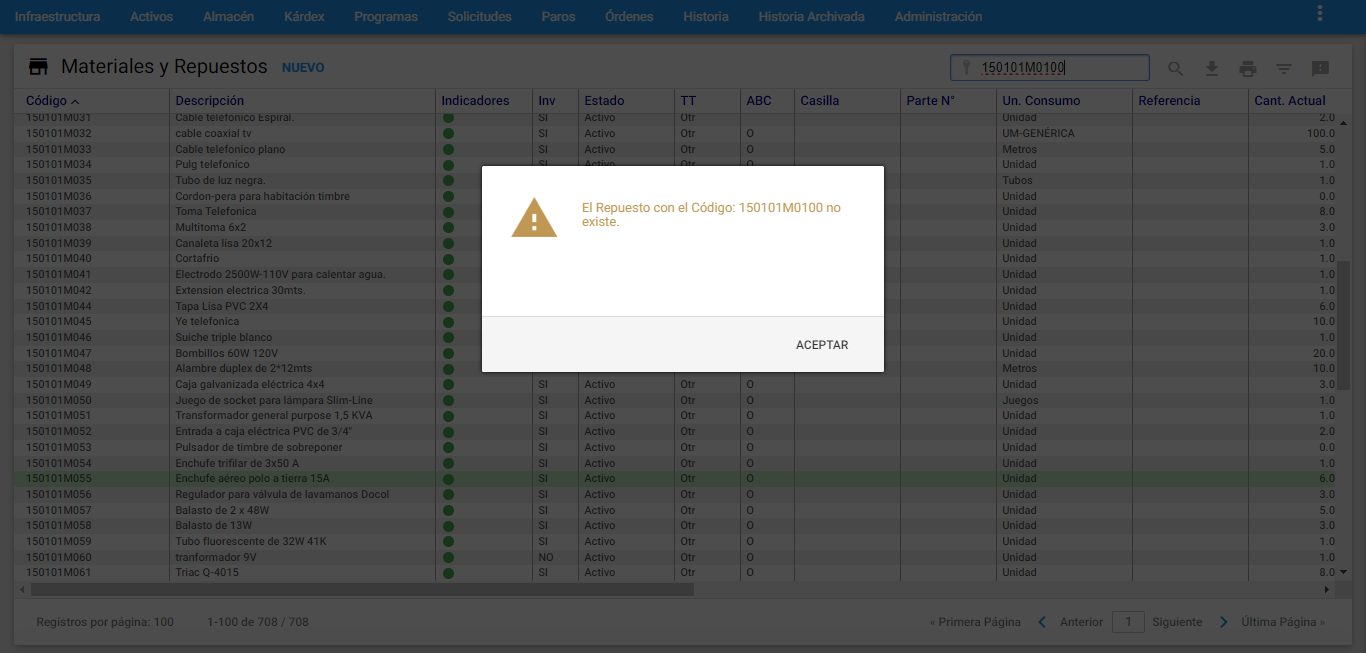 Infraestructura Activos Almacén Kárdex Programas Solicitudes Paros Órdenes Historia Historia Archivada Administración
Materiales y Repuestos NUEVO 150101M0100
Código Descripción Indicadores Inv Estado TT ABC Casilla Parte N° Un. Consumo Referencia Cant. Actual
150101M031 Cable telefonico Espiral. SI Activo Otr Unidad 2.0
150101M032 cable coaxial tv SI Activo Otr O UM-GENÉRICA 100.0
150101M033 Cable telefonico plano SI Activo Otr O Metros 5.0
150101M034 Pulg telefonico SI Activo Otr O Unidad 1.0
150101M035 Tubo de luz negra. Tubos 1.0
150101M036 Cordon-pera para habitación timbre Unidad 0.0
150101M037 Toma Telefonica Unidad 8.0
150101M038 Multitoma 6x2 Unidad 3.0
150101M039 Canaleta lisa 20x12 Unidad 1.0
150101M040 Cortafrio Unidad 1.0
150101M041 Electrodo 2500W-110V para calentar agua. Unidad 1.0
150101M042 Extension electrica 30mts. Unidad 1.0
150101M044 Tapa Lisa PVC 2X4 Unidad 6.0
150101M045 Ye telefonica Unidad 10.0
150101M046 Suiche triple blanco Unidad 1.0
150101M047 Bombillos 60W 120V Unidad 20.0
150101M048 Alambre duplex de 2*12mts Metros 10.0
150101M049 Caja galvanizada eléctrica 4x4 SI Activo Otr O Unidad 3.0
150101M050 Juego de socket para lámpara Slim-Line SI Activo Otr O Juegos 1.0
150101M051 Transformador general purpose 1,5 KVA SI Activo Otr O Unidad 1.0
150101M052 Entrada a caja eléctrica PVC de 3/4" SI Activo Otr O Unidad 2.0
150101M053 Pulsador de timbre de sobreponer SI Activo Otr O Unidad 0.0
150101M054 Enchufe trifilar de 3x50 A SI Activo Otr O Unidad 1.0
150101M055 Enchufe aéreo polo a tierra 15A SI Activo Otr O Unidad 6.0
150101M056 Regulador para válvula de lavamanos Docol SI Activo Otr O Unidad 3.0
150101M057 Balasto de 2 x 48W SI Activo Otr O Unidad 5.0
150101M058 Balasto de 13W SI Activo Otr O Unidad 3.0
150101M059 Tubo fluorescente de 32W 41K SI Activo Otr O Unidad 1.0
150101M060 tranformador 9V NO Activo Otr O Unidad 1.0
150101M061 Triac Q-4015 SI Activo Otr O Unidad 8.0
El Repuesto con el Código: 150101M0100 no
existe.
ACEPTAR
Registros por página: 100 1-100 de 708 / 708 « Primera Página Anterior 1 Siguiente Última Página »